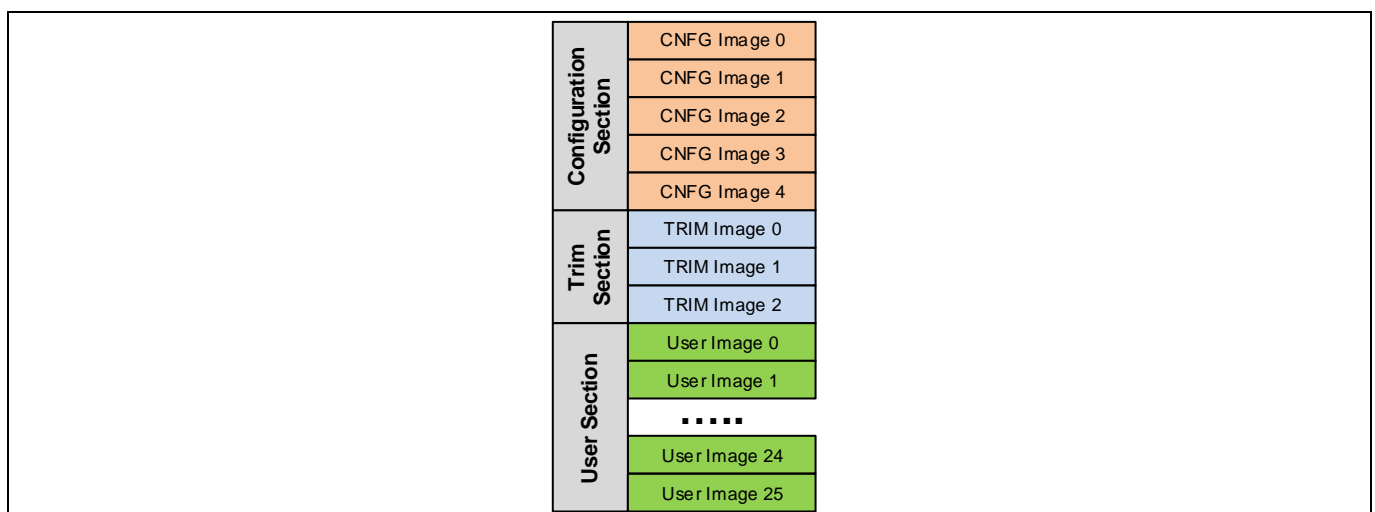 Configuration
Section
CNFG Image 0
CNFG Image 1
CNFG Image 2
CNFG Image 3
CNFG Image 4
Trim
Section
TRIM Image 0
TRIM Image 1
TRIM Image 2
User Section
User Image 0
User Image 1
.....
User Image 24
User Image 25